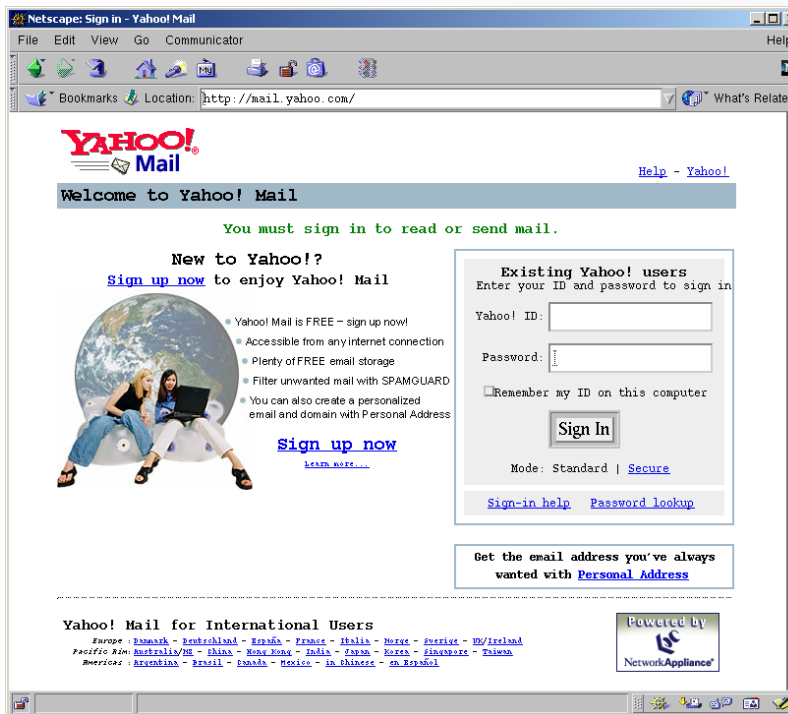 Netscape: Sign in - Yahoo! Mail
File Edit View Go Communicator Help
My
Bookmarks Location: http://mail.yahoo.com/ What's Relate
YAHOO!
Mail
Help - Yahoo!
Welcome to Yahoo! Mail
You must sign in to read or send mail.
New to Yahoo!?
Sign up now to enjoy Yahoo! Mail
Yahoo! Mail is FREE – sign up now!
Accessible from any internet connection
Plenty of FREE email storage
Filter unwanted mail with SPAMGUARD
You can also create a personalized
email and domain with Personal Address
Sign up now
Learn more...
Existing Yahoo! users
Enter your ID and password to sign in
Yahoo! ID:
Password:
Remember my ID on this computer
Sign In
Mode: Standard | Secure
Sign-in help Password lookup
Get the email address you've always
wanted with Personal Address
Yahoo! Mail for International Users
Europe : Danmark - Deutschland - España - France - Italia - Norge - Sverige - UK/Ireland
Pacific Rim: Australia/NZ - China - Hong Kong - India - Japan - Korea - Singapore - Taiwan
Americas : Argentina - Brasil - Canada - Mexico - in Chinese - en Español
Powered by
NetworkAppliance®